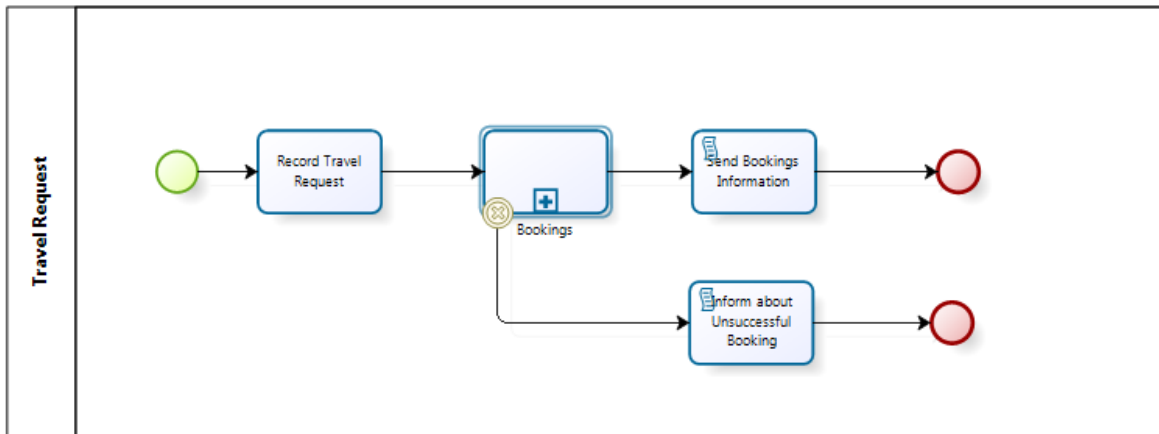 Travel Request
Record Travel
Request
Bookings
Send Bookings
Information
Inform about
Unsuccessful
Booking